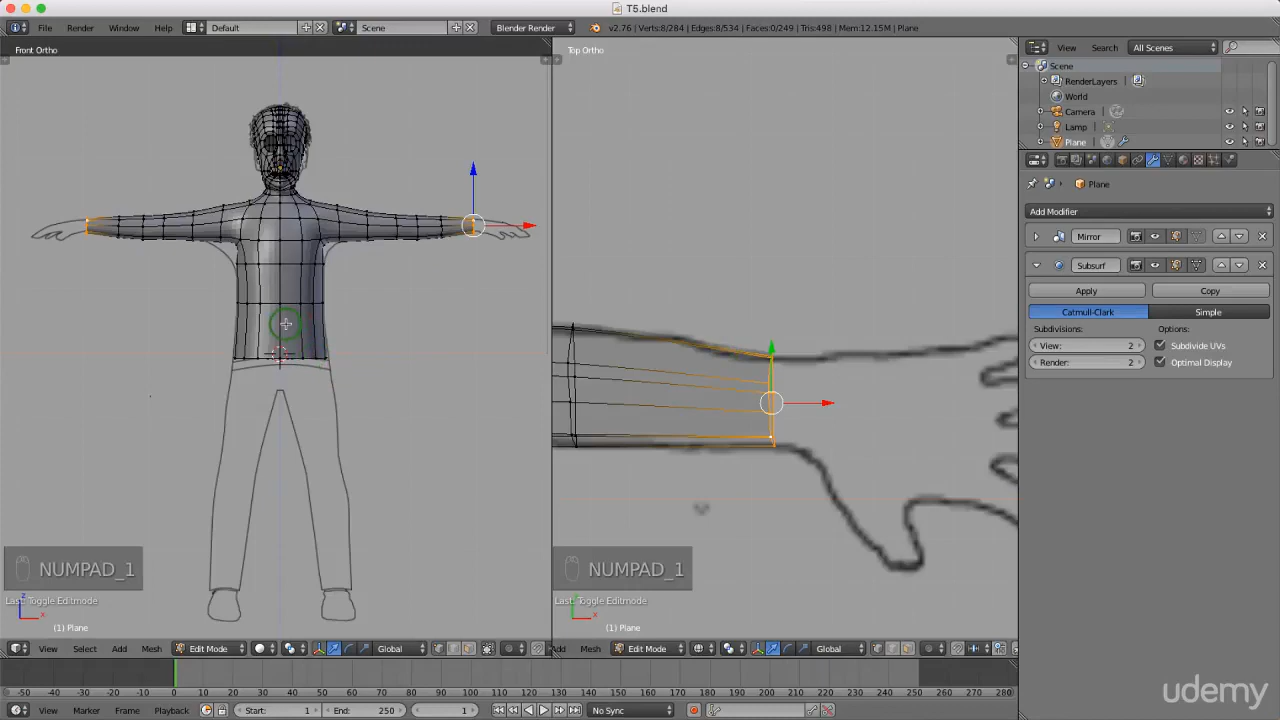 T5.blend
File Render Window Help Default Scene Blender Render v2.76 | Verts:8/284 | Edges:8/534 | Faces:0/249 | Tris:498 | Mem:12.15M | Plane
Front Ortho
Top Ortho
View Search All Scenes
Scene
RenderLayers
World
Camera
Lamp
Plane
Plane
Add Modifier
Mirror
Subsurf
Apply Copy
Catmull-Clark Simple
Subdivisions: Options:
View: 2 Subdivide UVs
Render: 2 Optimal Display
NUMPAD_1
NUMPAD_1
Last: Toggle Editmode
Last: Toggle Editmode
z
x
x
(1) Plane
(1) Plane
View Select Add Mesh Edit Mode Global
Add Mesh Edit Mode Global
-50 -40 -30 -20 -10 0 10 20 30 40 50 60 70 80 90 100 110 120 130 140 150 160 170 180 190 200 210 220 230 240 250 260 270 280
View Marker Frame Playback Start: 1 End: 250 1 No Sync
udemy